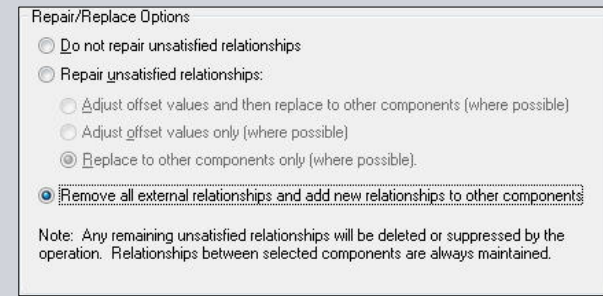 Repair/Replace Options
Do not repair unsatisfied relationships
Repair unsatisfied relationships:
Adjust offset values and then replace to other components (where possible)
Adjust offset values only (where possible)
Replace to other components only (where possible).
Remove all external relationships and add new relationships to other components
Note: Any remaining unsatisfied relationships will be deleted or suppressed by the
operation. Relationships between selected components are always maintained.